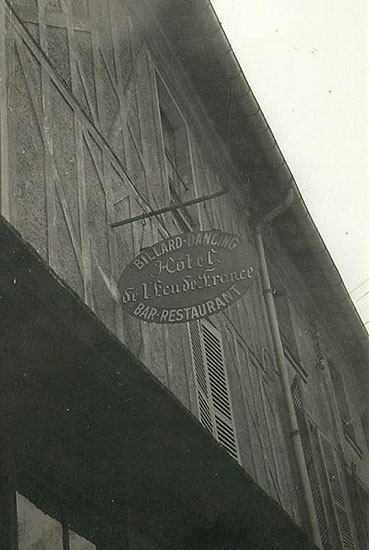 BILLARD-DANCING
Hôtel
de l'Ecu de France
BAR-RESTAURANT